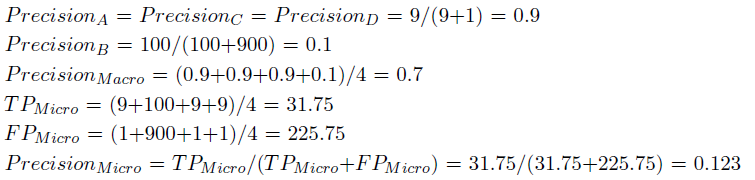 Precision_A = Precision_C = Precision_D = 9/(9+1) = 0.9
Precision_B = 100/(100+900) = 0.1
Precision_Macro = (0.9+0.9+0.9+0.1)/4 = 0.7
TP_Micro = (9+100+9+9)/4 = 31.75
FP_Micro = (1+900+1+1)/4 = 225.75
Precision_Micro = TP_Micro/(TP_Micro+FP_Micro) = 31.75/(31.75+225.75) = 0.123